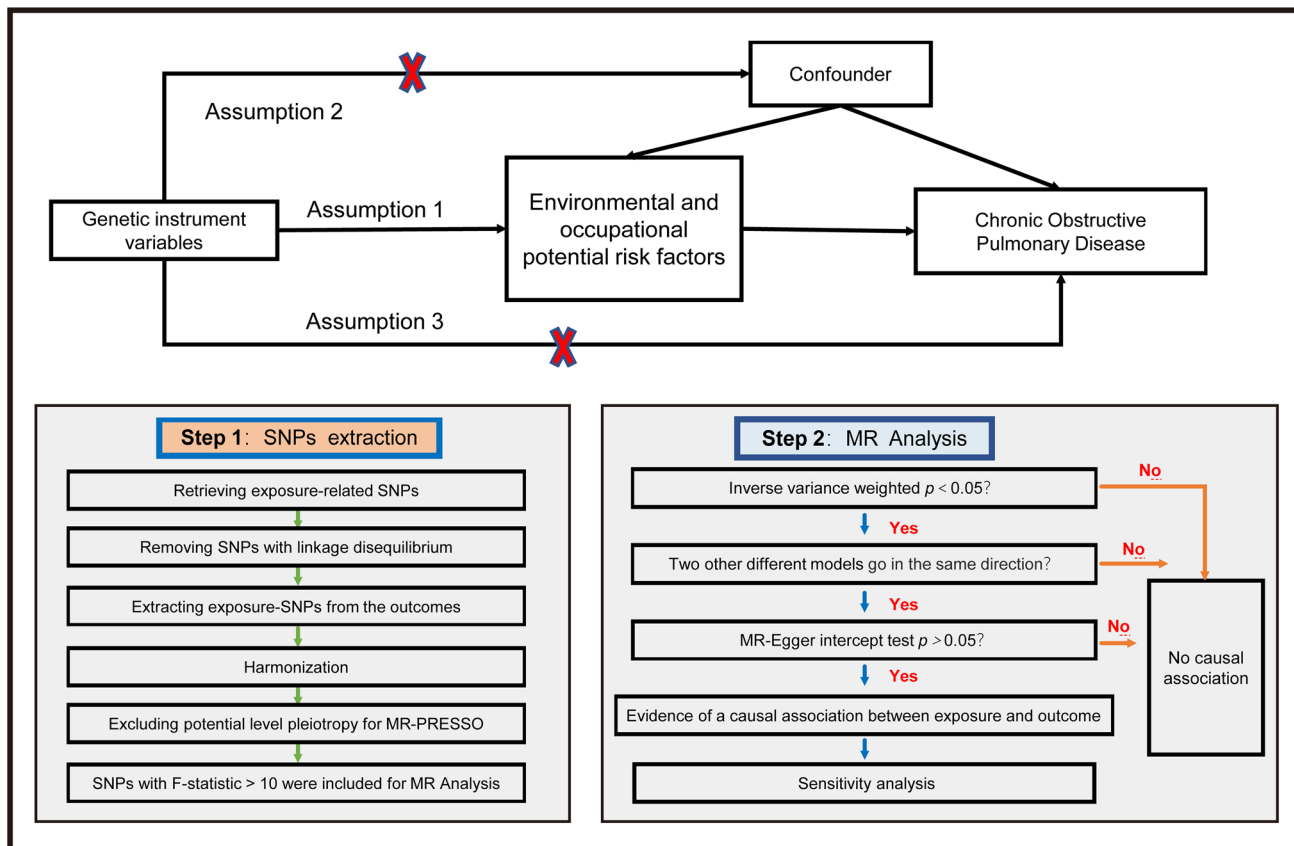 Confounder
Assumption 2
Genetic instrument
variables
Assumption 1
Environmental and
occupational
potential risk factors
Chronic Obstructive
Pulmonary Disease
Assumption 3
Step 1: SNPs extraction
Retrieving exposure-related SNPs
Removing SNPs with linkage disequilibrium
Extracting exposure-SNPs from the outcomes
Harmonization
Excluding potential level pleiotropy for MR-PRESSO
SNPs with F-statistic > 10 were included for MR Analysis
Step 2: MR Analysis
Inverse variance weighted p < 0.05?
No
Yes
Two other different models go in the same direction?
No
Yes
MR-Egger intercept test p > 0.05?
No
Yes
No causal
association
Evidence of a causal association between exposure and outcome
Sensitivity analysis